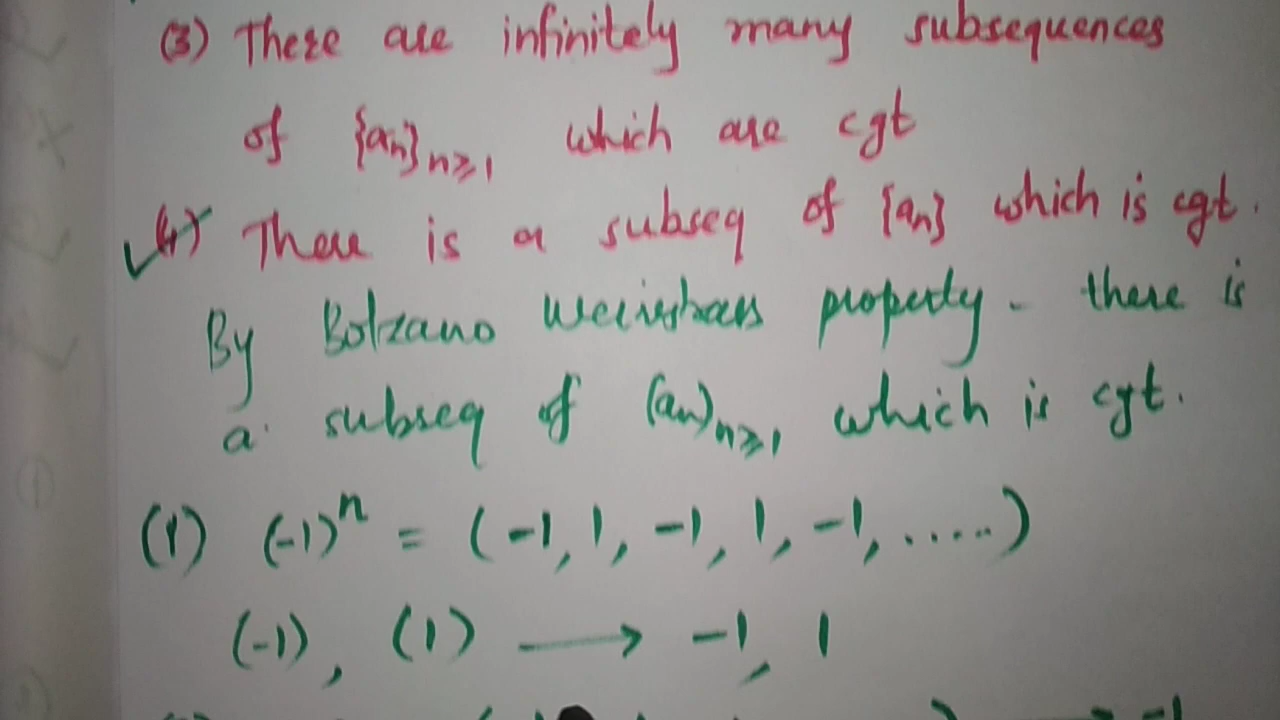 (3) There are infinitely many subsequences
of {an}n≥1 which are cgt
(4) There is a subseq of {an} which is cgt.
By Bolzano property. there is
a subseq of (an)n≥1, which is cgt.
(1) (-1)^n = (-1, 1, -1, 1, -1, .....)
(-1), (1) → -1, 1